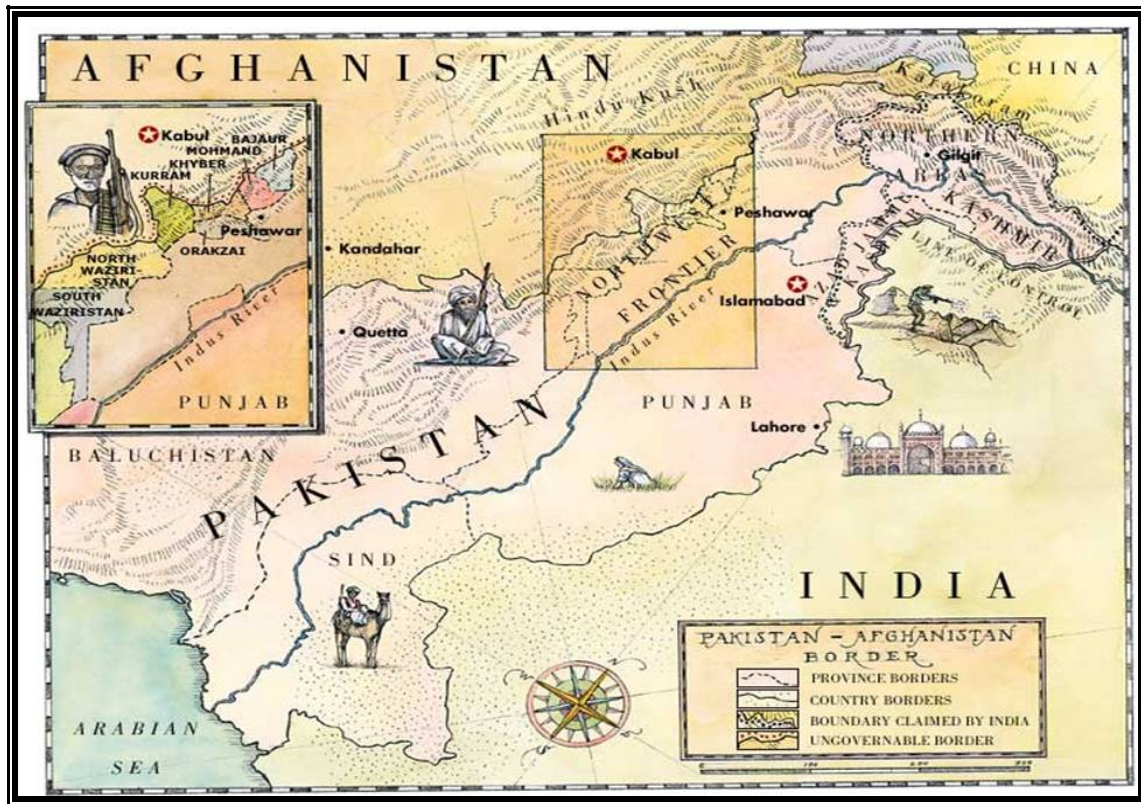 AFGHANISTAN
CHINA
Hindu Kush
Karakoram
Kabul
NORTHERN
AREAS
Gilgit
KASHMIR
AZAD JAMMU
KASHMIR
LINE OF CONTROL
Peshawar
NORTHWEST
FRONTIER
Indus River
Islamabad
Kandahar
Quetta
PUNJAB
Lahore
BALUCHISTAN
PAKISTAN
SIND
INDIA
ARABIAN
SEA
Kabul
BAJAUR
MOHMAND
KHYBER
KURRAM
Peshawar
ORAKZAI
NORTH
WAZIRI
STAN
SOUTH
WAZIRISTAN
Indus River
PUNJAB
N
E
S
W
PAKISTAN - AFGHANISTAN
BORDER
PROVINCE BORDERS
COUNTRY BORDERS
BOUNDARY CLAIMED BY INDIA
UNGOVERNABLE BORDER
0